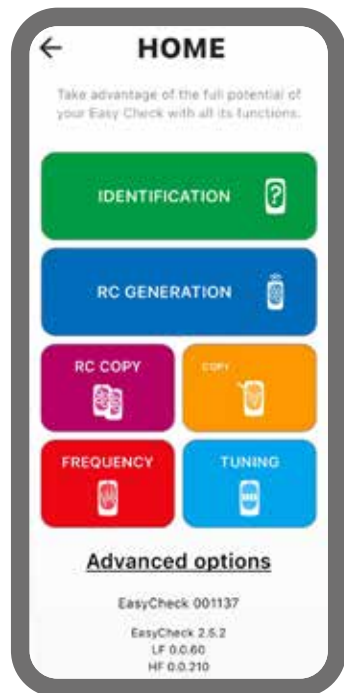 HOME
Take advantage of the full potential of
your Easy Check with all its functions.
IDENTIFICATION
RC GENERATION
RC COPY
COPY
FREQUENCY
TUNING
Advanced options
EasyCheck 001137
EasyCheck 2.5.2
LF 0.0.60
HF 0.0.210